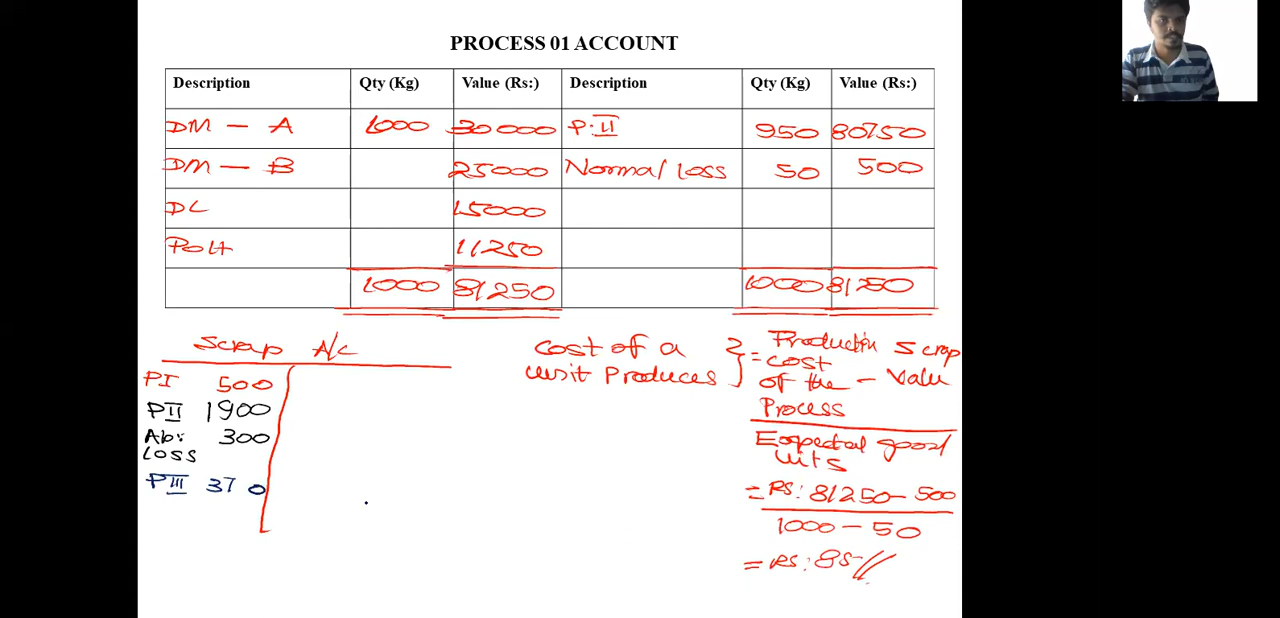 PROCESS 01 ACCOUNT
Description Qty (Kg) Value (Rs:) Description Qty (Kg) Value (Rs:)
DM - A 1000 30000 P.II 950 80750
DM - B 25000 Normal loss 50 500
DL 15000
POH 11250
1000 81250 1000 81250
Scrap A/c
PI 500
PII 1900
Ab: 300
Loss
PIII 370
cost of a
unit Produces
= Production Scrap
cost
of the - Value
Process
Expected good
units
= RS: 81250 - 500
1000 - 50
= RS: 85//